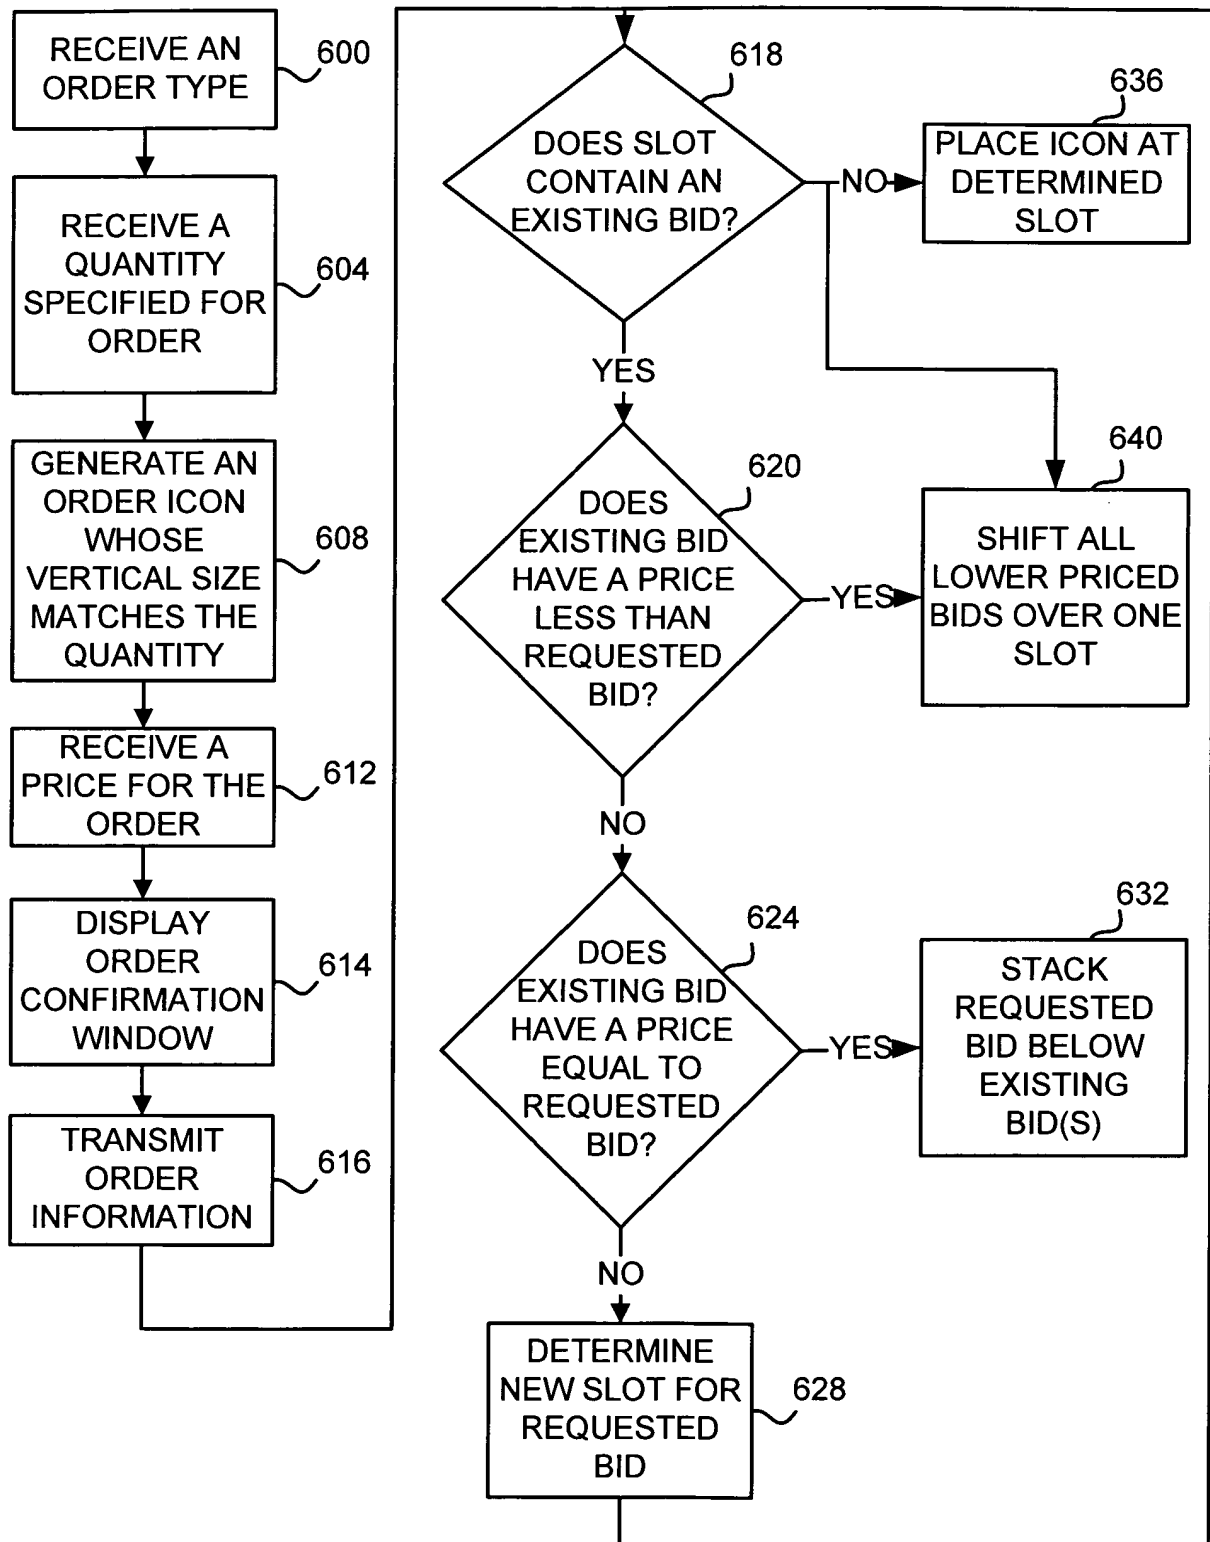 RECEIVE AN
ORDER TYPE
600
RECEIVE A
QUANTITY
SPECIFIED FOR
ORDER
604
GENERATE AN
ORDER ICON
WHOSE
VERTICAL SIZE
MATCHES THE
QUANTITY
608
RECEIVE A
PRICE FOR THE
ORDER
612
DISPLAY
ORDER
CONFIRMATION
WINDOW
614
TRANSMIT
ORDER
INFORMATION
616
618
DOES SLOT
CONTAIN AN
EXISTING BID?
NO
636
PLACE ICON AT
DETERMINED
SLOT
YES
620
DOES
EXISTING BID
HAVE A PRICE
LESS THAN
REQUESTED
BID?
YES
640
SHIFT ALL
LOWER PRICED
BIDS OVER ONE
SLOT
NO
624
DOES
EXISTING BID
HAVE A PRICE
EQUAL TO
REQUESTED
BID?
YES
632
STACK
REQUESTED
BID BELOW
EXISTING
BID(S)
NO
DETERMINE
NEW SLOT FOR
REQUESTED
BID
628